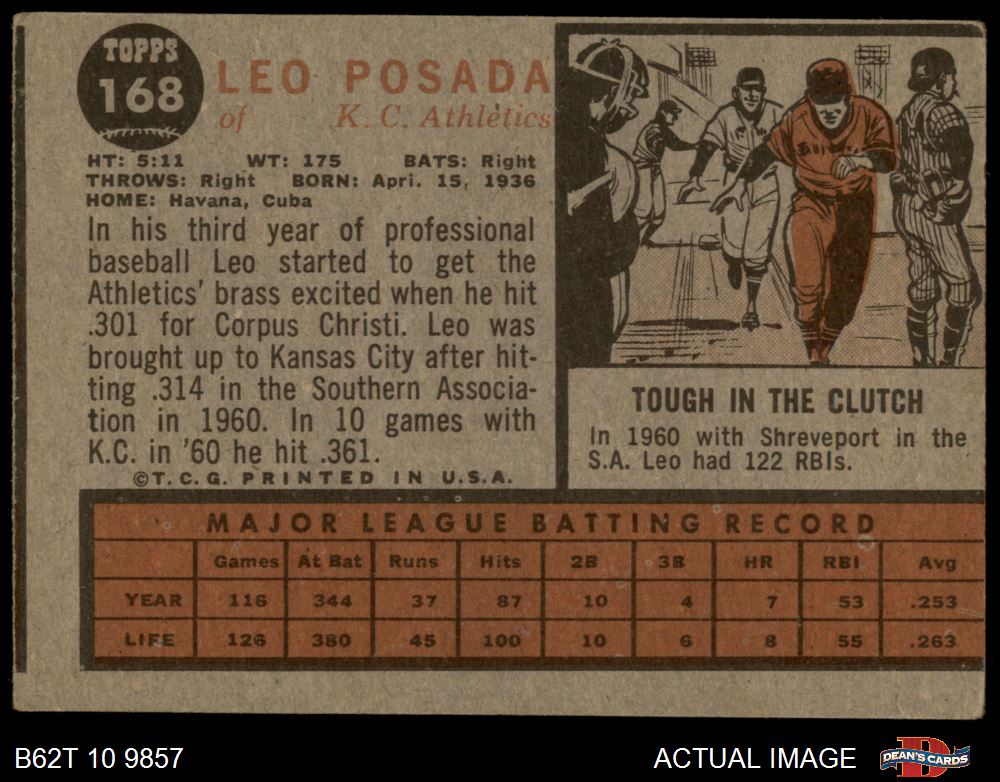 TOPPS
168
LEO POSADA
of K. C. Athletics
HT: 5:11 WT: 175 BATS: Right
THROWS: Right BORN: Apri. 15, 1936
HOME: Havana, Cuba
In his third year of professional
baseball Leo started to get the
Athletics' brass excited when he hit
.301 for Corpus Christi. Leo was
brought up to Kansas City after hit-
ting .314 in the Southern Associa-
tion in 1960. In 10 games with
K.C. in '60 he hit .361.
©T. C. G. PRINTED IN U.S.A.
TOUGH IN THE CLUTCH
In 1960 with Shreveport in the
S.A. Leo had 122 RBIs.
MAJOR LEAGUE BATTING RECORD
Games At Bat Runs Hits 2B 3B HR RBI Avg
YEAR 116 344 37 87 10 4 7 53 .253
LIFE 126 380 45 100 10 6 8 55 .263
B62T 10 9857
ACTUAL IMAGE
DEAN'S CARDS